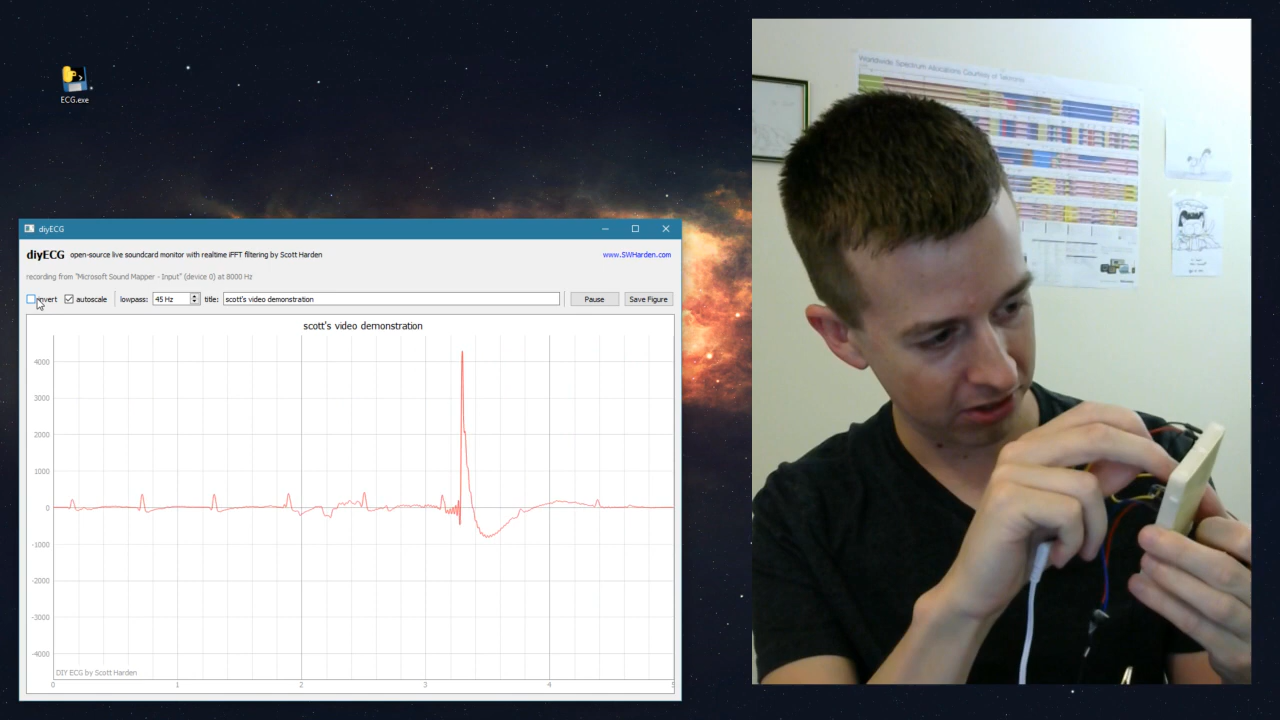 Worldwide Spectrum Allocations Courtesy of Tektronix
ECG.exe
diyECG
diyECG open-source live soundcard monitor with realtime iFFT filtering by Scott Harden www.SWHarden.com
recording from "Microsoft Sound Mapper - Input" (device 0) at 8000 Hz
invert autoscale lowpass: 45 Hz title: scott's video demonstration Pause Save Figure
scott's video demonstration
4000
3000
2000
1000
0
-1000
-2000
-3000
-4000
DIY ECG by Scott Harden
0 1 2 3 4 5